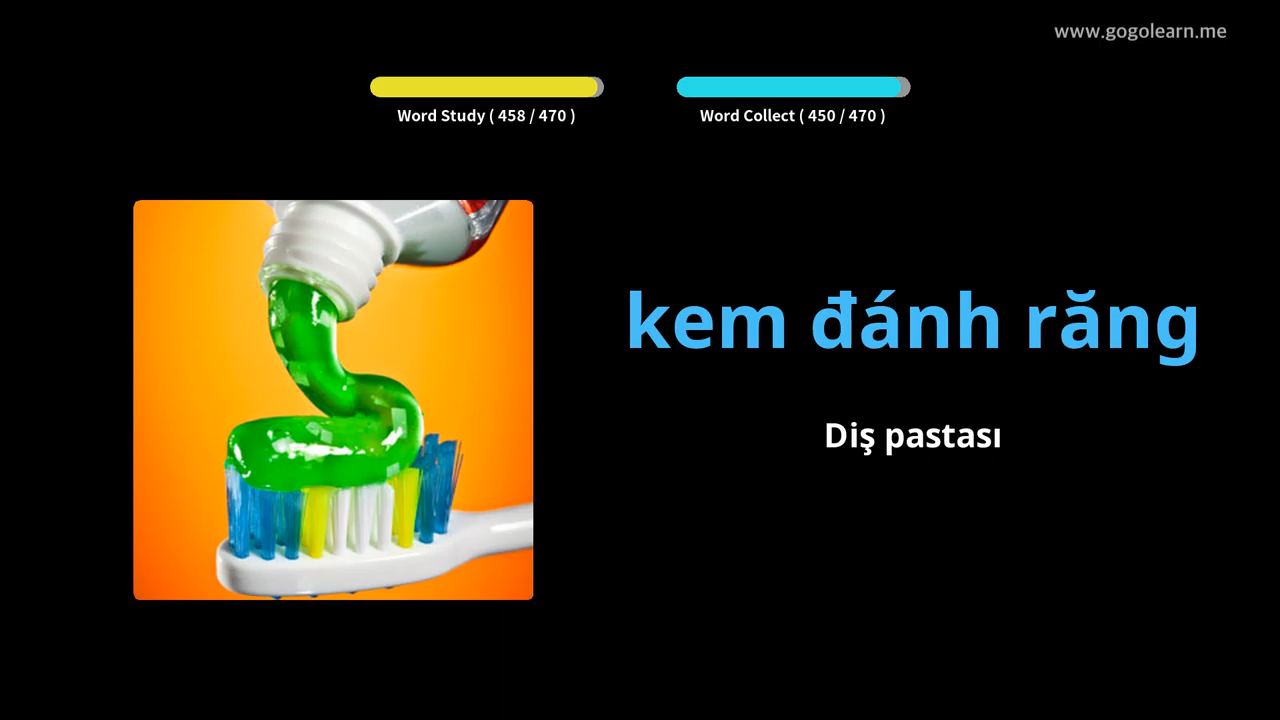 www.gogolearn.me
Word Study ( 458 / 470 )
Word Collect ( 450 / 470 )
kem đánh răng
Diş pastası